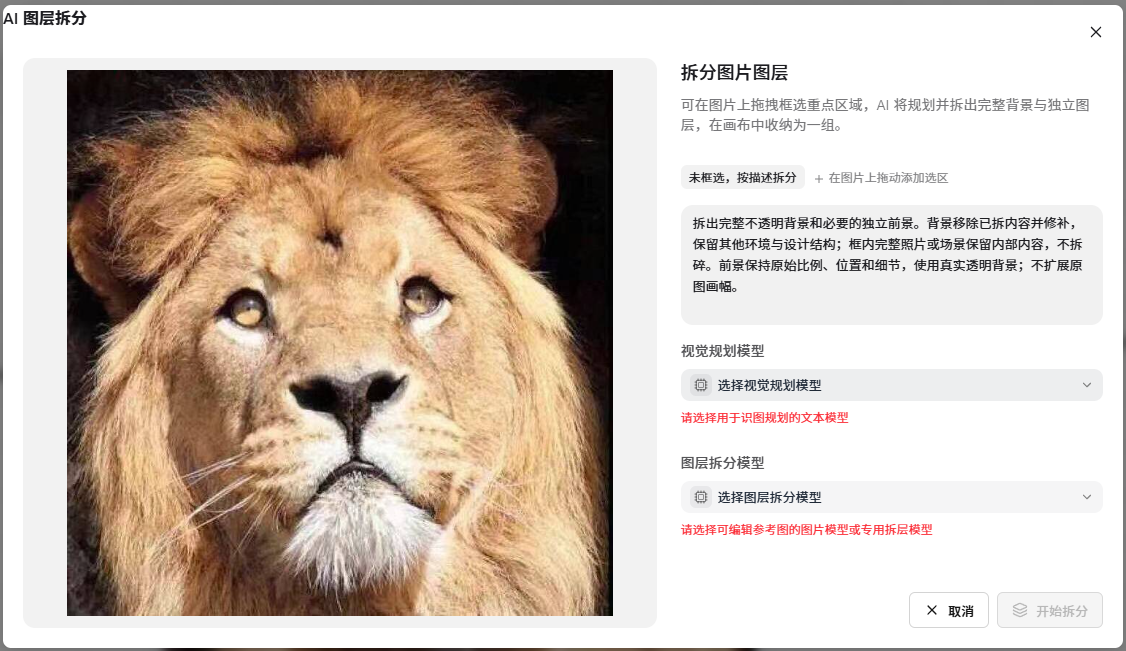 AI 图层拆分
拆分图片图层
可在图片上拖拽框选重点区域，AI 将规划并拆出完整背景与独立图
层，在画布中收纳为一组。
未框选，按描述拆分
+ 在图片上拖动添加选区
拆出完整不透明背景和必要的独立前景。背景移除已拆内容并修补，
保留其他环境与设计结构；框内完整照片或场景保留内部内容，不拆
碎。前景保持原始比例、位置和细节，使用真实透明背景；不扩展原
图画幅。
视觉规划模型
选择视觉规划模型
请选择用于识图规划的文本模型
图层拆分模型
选择图层拆分模型
请选择可编辑参考图的图片模型或专用拆层模型
取消
开始拆分